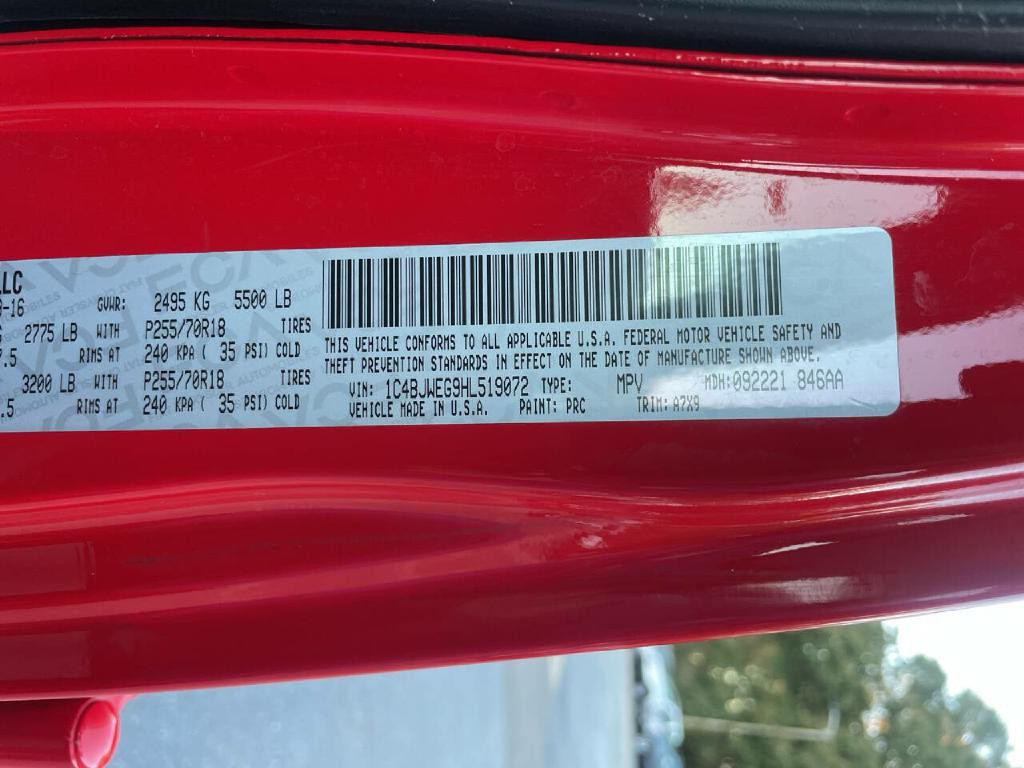 LLC
-16 GVWR: 2495 KG 5500 LB
2775 LB WITH P255/70R18 TIRES
.5 RIMS AT 240 KPA ( 35 PSI) COLD
3200 LB WITH P255/70R18 TIRES
.5 RIMS AT 240 KPA ( 35 PSI) COLD
THIS VEHICLE CONFORMS TO ALL APPLICABLE U.S.A. FEDERAL MOTOR VEHICLE SAFETY AND
THEFT PREVENTION STANDARDS IN EFFECT ON THE DATE OF MANUFACTURE SHOWN ABOVE.
VIN: 1C4BJWEG9HL519072 TYPE: MPV MDH:092221 846AA
VEHICLE MADE IN U.S.A. PAINT: PRC TRIM: A7X9